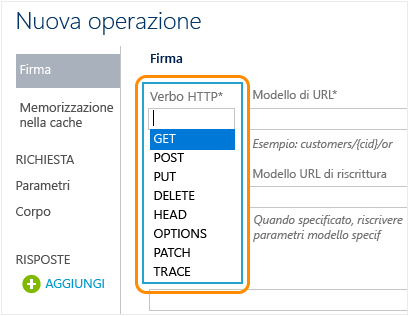 Nuova operazione
Firma
Memorizzazione
nella cache
RICHIESTA
Parametri
Corpo
RISPOSTE
AGGIUNGI
Firma
Verbo HTTP*
GET
POST
PUT
DELETE
HEAD
OPTIONS
PATCH
TRACE
Modello di URL*
Esempio: customers/{cid}/or
Modello URL di riscrittura
Quando specificato, riscrivere
parametri modello specif